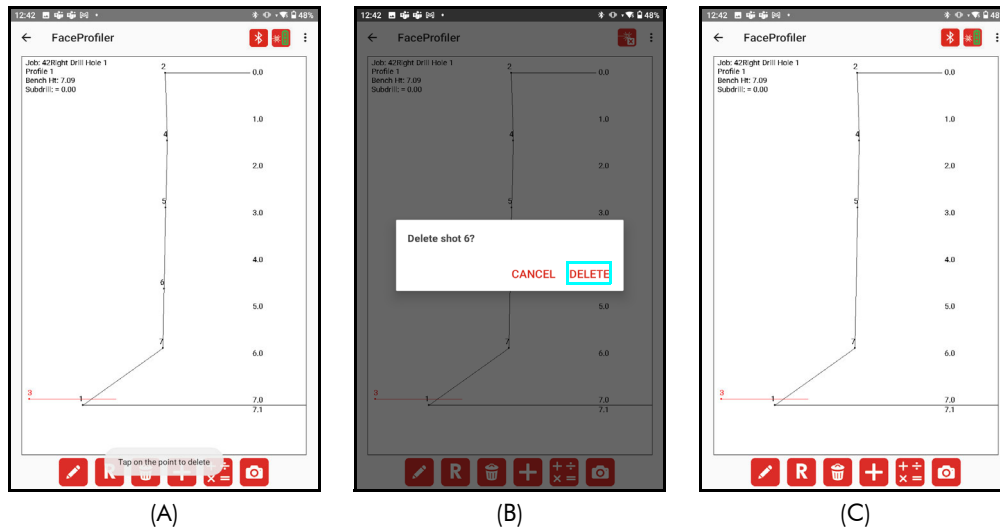 12:42 48%
FaceProfiler
Job: 42Right Drill Hole 1
Profile 1
Bench Ht: 7.09
Subdrill: = 0.00
2
0.0
1.0
4
2.0
5
3.0
4.0
6
5.0
7
6.0
3
1
7.0
7.1
Tap on the point to delete
R
(A)
12:42 48%
FaceProfiler
Job: 42Right Drill Hole 1
Profile 1
Bench Ht: 7.09
Subdrill: = 0.00
2
0.0
1.0
4
2.0
5
3.0
Delete shot 6?
CANCEL DELETE
5.0
7
6.0
3
1
7.0
7.1
R
(B)
12:42 48
FaceProfiler
Job: 42Right Drill Hole 1
Profile 1
Bench Ht: 7.09
Subdrill: = 0.00
2
0.0
1.0
4
2.0
5
3.0
4.0
5.0
7
6.0
3
1
7.0
7.1
R
(C)